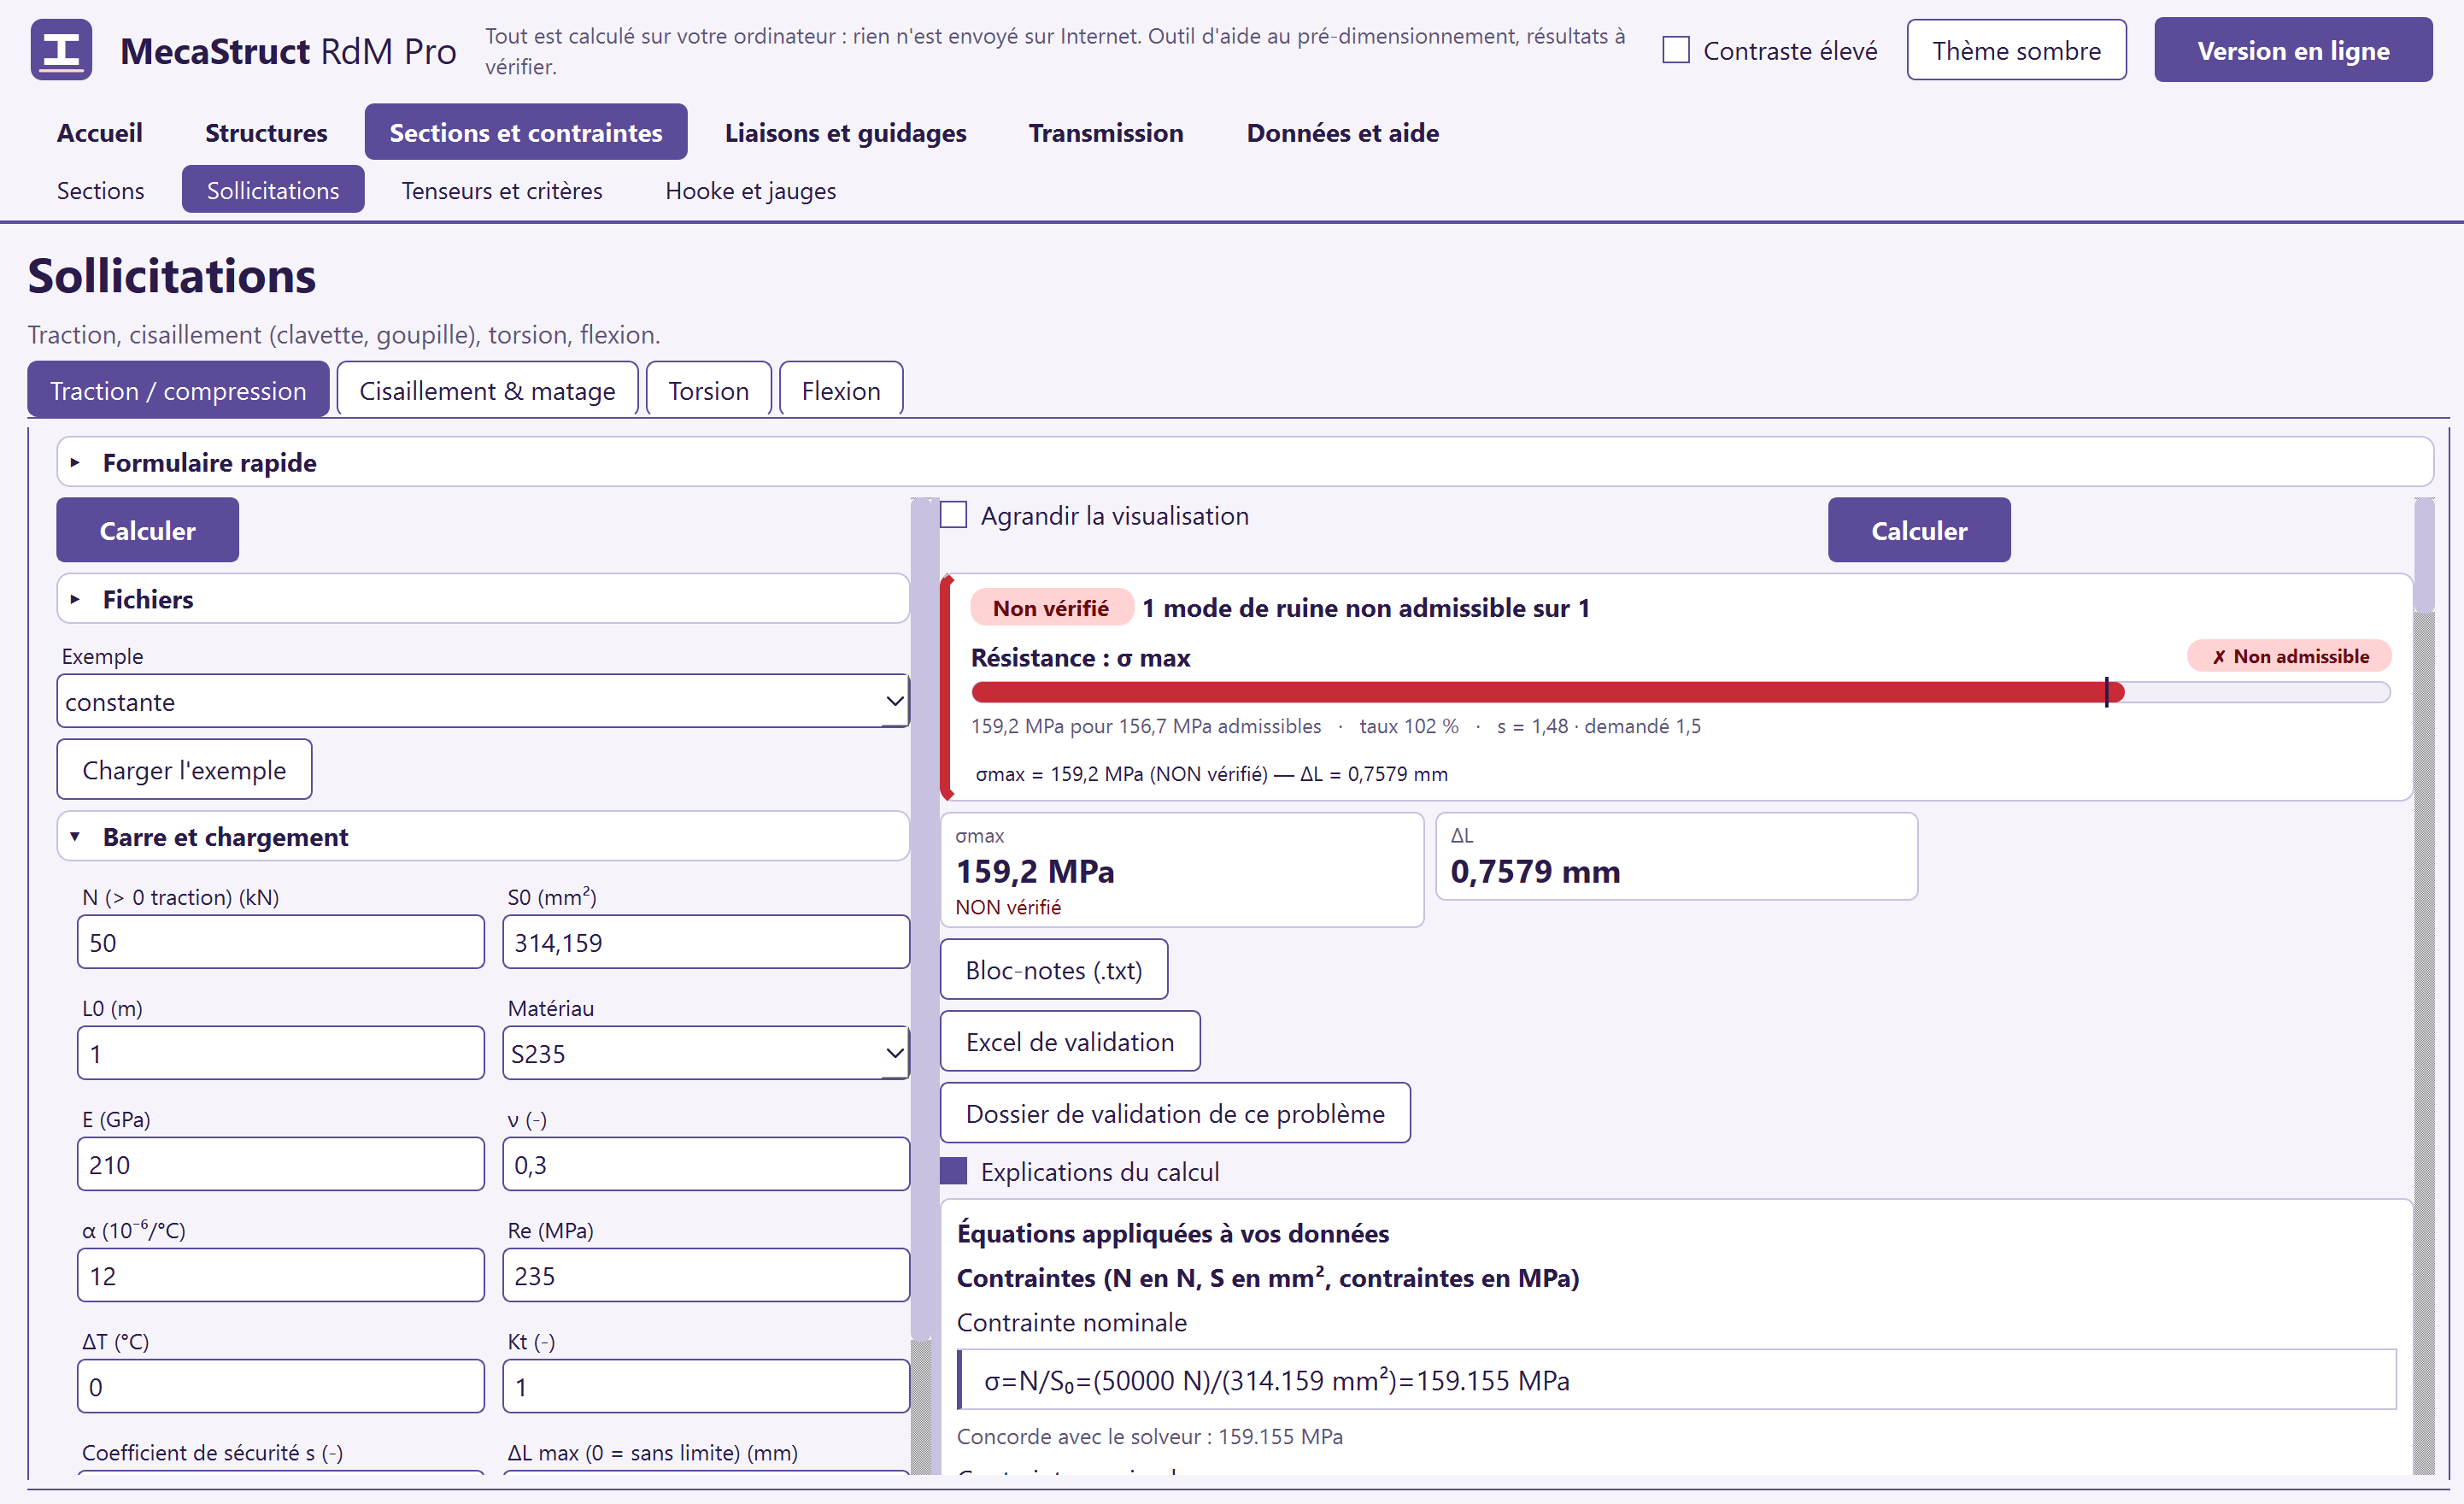 MecaStruct RdM Pro
Tout est calculé sur votre ordinateur : rien n'est envoyé sur Internet. Outil d'aide au pré-dimensionnement, résultats à
vérifier.
Contraste élevé
Thème sombre
Version en ligne
Accueil
Structures
Sections et contraintes
Liaisons et guidages
Transmission
Données et aide
Sections
Sollicitations
Tenseurs et critères
Hooke et jauges
Sollicitations
Traction, cisaillement (clavette, goupille), torsion, flexion.
Traction / compression
Cisaillement & matage
Torsion
Flexion
Formulaire rapide
Calculer
Fichiers
Exemple
constante
Charger l'exemple
Barre et chargement
N (> 0 traction) (kN)
S0 (mm²)
50
314,159
L0 (m)
Matériau
1
S235
E (GPa)
ν (-)
210
0,3
α (10⁻⁶/°C)
Re (MPa)
12
235
ΔT (°C)
Kt (-)
0
1
Coefficient de sécurité s (-)
ΔL max (0 = sans limite) (mm)
Agrandir la visualisation
Calculer
Non vérifié
1 mode de ruine non admissible sur 1
Résistance : σ max
✗ Non admissible
159,2 MPa pour 156,7 MPa admissibles · taux 102 % · s = 1,48 · demandé 1,5
σmax = 159,2 MPa (NON vérifié) — ΔL = 0,7579 mm
σmax
159,2 MPa
NON vérifié
ΔL
0,7579 mm
Bloc-notes (.txt)
Excel de validation
Dossier de validation de ce problème
Explications du calcul
Équations appliquées à vos données
Contraintes (N en N, S en mm², contraintes en MPa)
Contrainte nominale
σ=N/S₀=(50000 N)/(314.159 mm²)=159.155 MPa
Concorde avec le solveur : 159.155 MPa